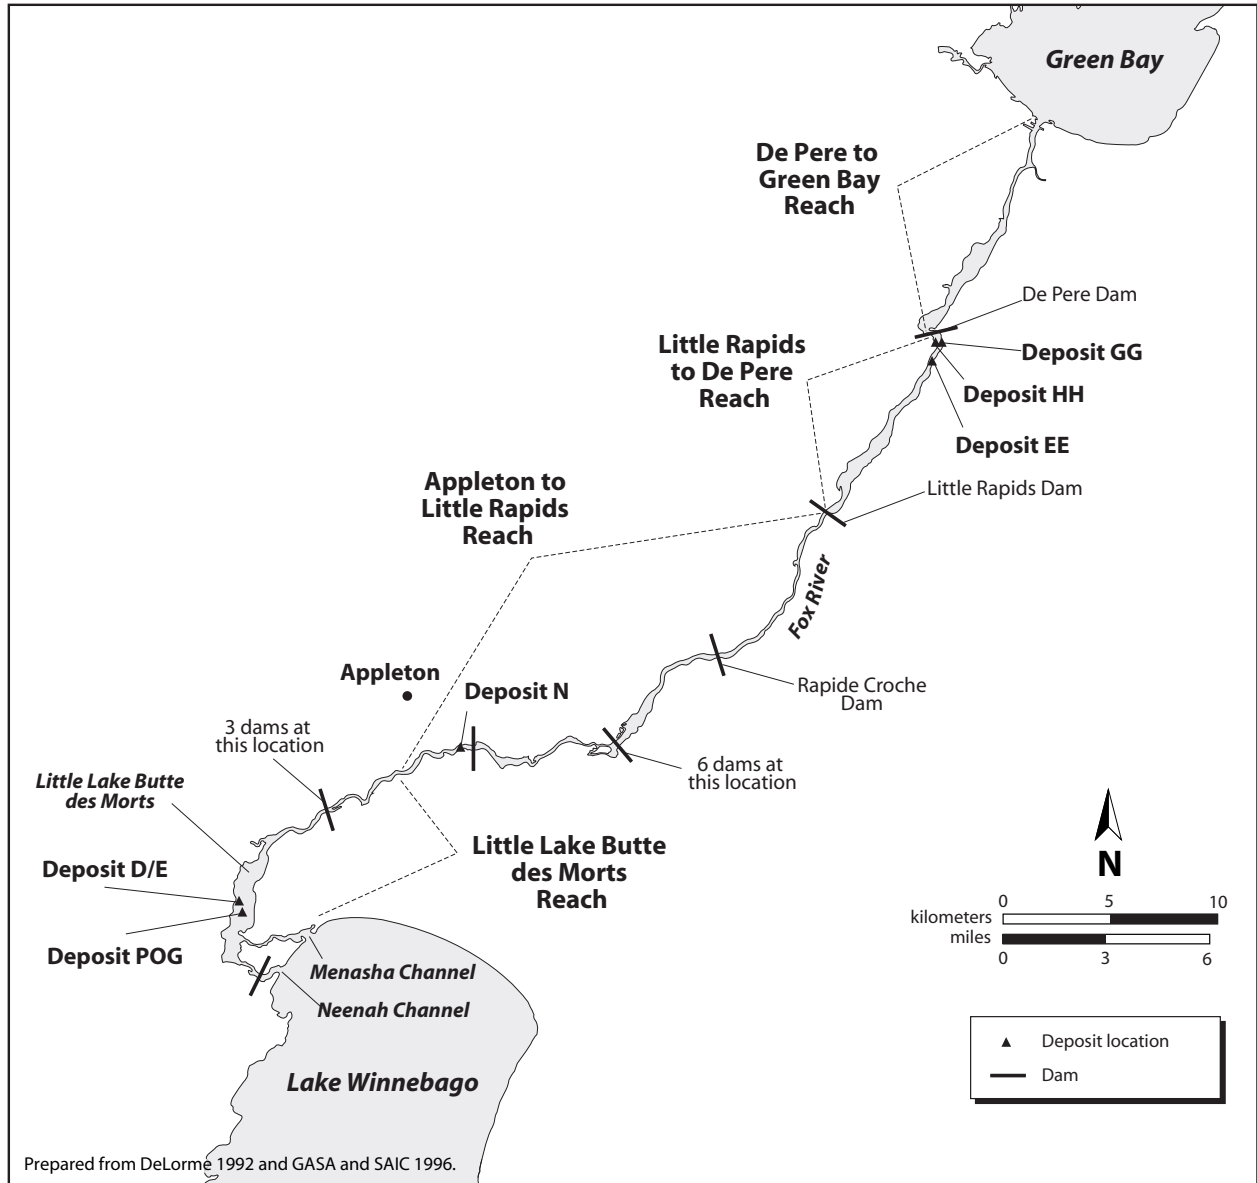 Green Bay
De Pere to
Green Bay
Reach
De Pere Dam
Little Rapids
to De Pere
Reach
Deposit GG
Deposit HH
Deposit EE
Appleton to
Little Rapids
Reach
Little Rapids Dam
Fox River
Appleton
Deposit N
Rapide Croche
Dam
3 dams at
this location
6 dams at
this location
Little Lake Butte
des Morts
Little Lake Butte
des Morts
Reach
Deposit D/E
Deposit POG
Menasha Channel
Neenah Channel
Lake Winnebago
N
0 5 10
kilometers
miles
0 3 6
Deposit location
Dam
Prepared from DeLorme 1992 and GASA and SAIC 1996.